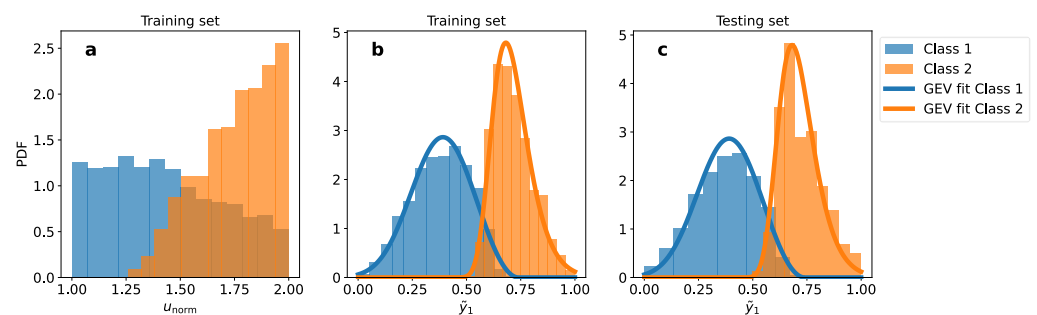 Training set
Training set
Testing set
a
b
c
Class 1
Class 2
GEV fit Class 1
GEV fit Class 2
PDF
2.5
2.0
1.5
1.0
0.5
0.0
1.00 1.25 1.50 1.75 2.00
u_norm
5
4
3
2
1
0
0.00 0.25 0.50 0.75 1.00
ỹ₁
5
4
3
2
1
0
0.00 0.25 0.50 0.75 1.00
ỹ₁